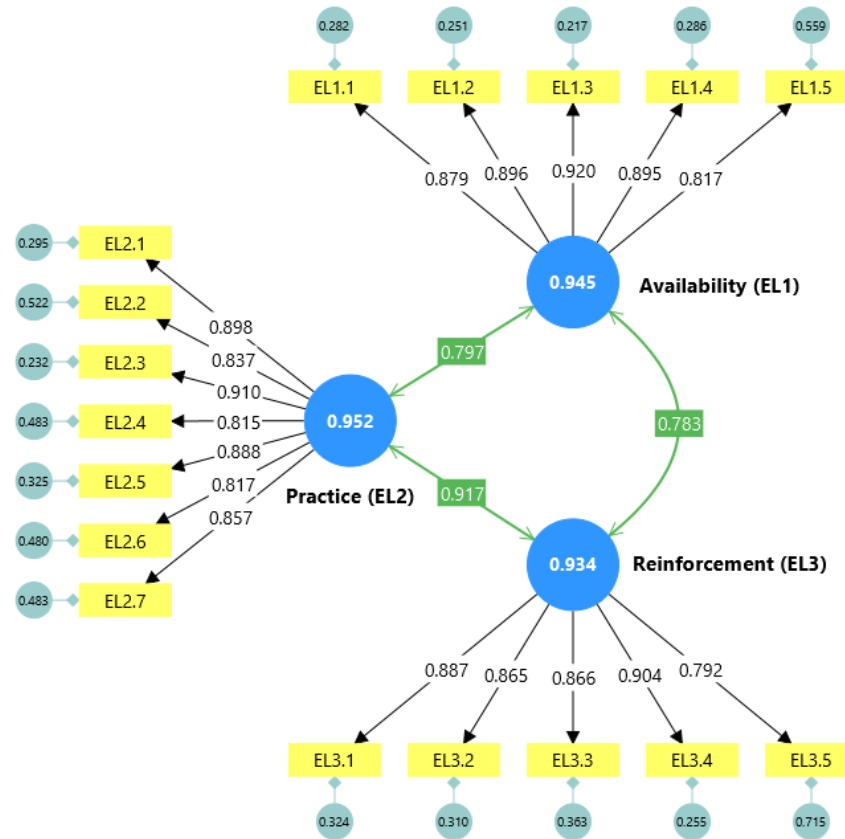 0.282 0.251 0.217 0.286 0.559
EL1.1 EL1.2 EL1.3 EL1.4 EL1.5
0.879 0.896 0.920 0.895 0.817
0.945
Availability (EL1)
0.295 EL2.1
0.522 EL2.2
0.232 EL2.3
0.483 EL2.4
0.325 EL2.5
0.480 EL2.6
0.483 EL2.7
0.898
0.837
0.910
0.815
0.888
0.817
0.857
0.952
Practice (EL2)
0.797
0.783
0.917
0.934
Reinforcement (EL3)
0.887 0.865 0.866 0.904 0.792
EL3.1 EL3.2 EL3.3 EL3.4 EL3.5
0.324 0.310 0.363 0.255 0.715